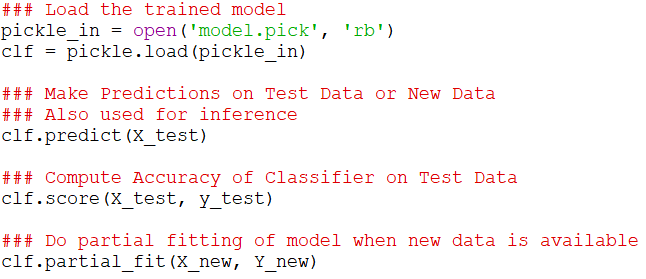 ### Load the trained model
pickle_in = open('model.pick', 'rb')
clf = pickle.load(pickle_in)
### Make Predictions on Test Data or New Data
### Also used for inference
clf.predict(X_test)
### Compute Accuracy of Classifier on Test Data
clf.score(X_test, y_test)
### Do partial fitting of model when new data is available
clf.partial_fit(X_new, Y_new)